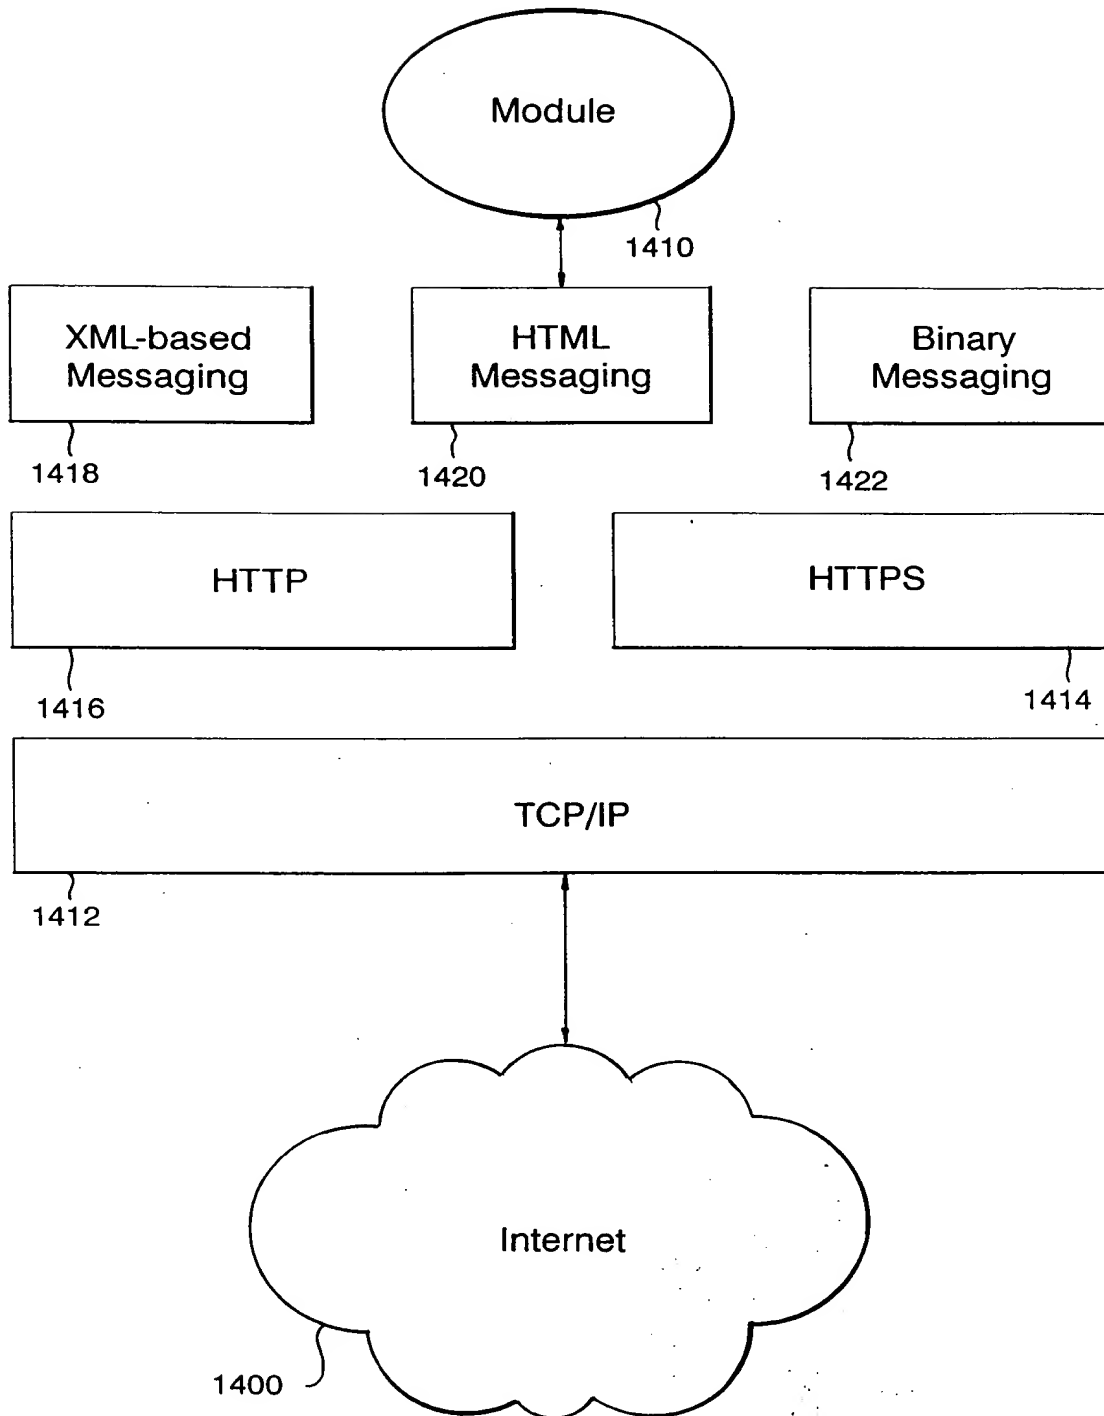 Module
1410
XML-based
Messaging
1418
HTML
Messaging
1420
Binary
Messaging
1422
HTTP
1416
HTTPS
1414
TCP/IP
1412
Internet
1400